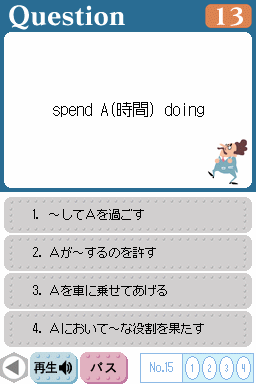 Question 13
spend A(時間) doing
1. ～してAを過ごす
2. Aが～するのを許す
3. Aを車に乗せてあげる
4. Aにおいて～な役割を果たす
再生 パス No.15 1 2 3 4